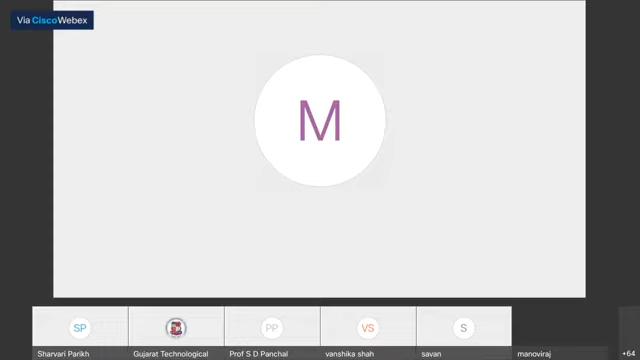 Via CiscoWebex
M
SP
PP
VS
S
Sharvari Parikh
Gujarat Technological
Prof S D Panchal
vanshika shah
savan
manoviraj
+64